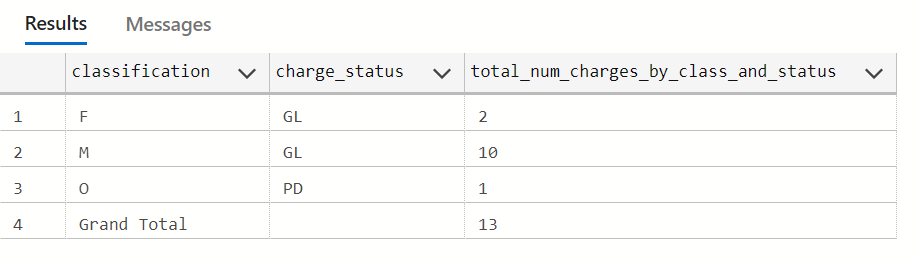 Results Messages
classification charge_status total_num_charges_by_class_and_status
1 F GL 2
2 M GL 10
3 O PD 1
4 Grand Total 13